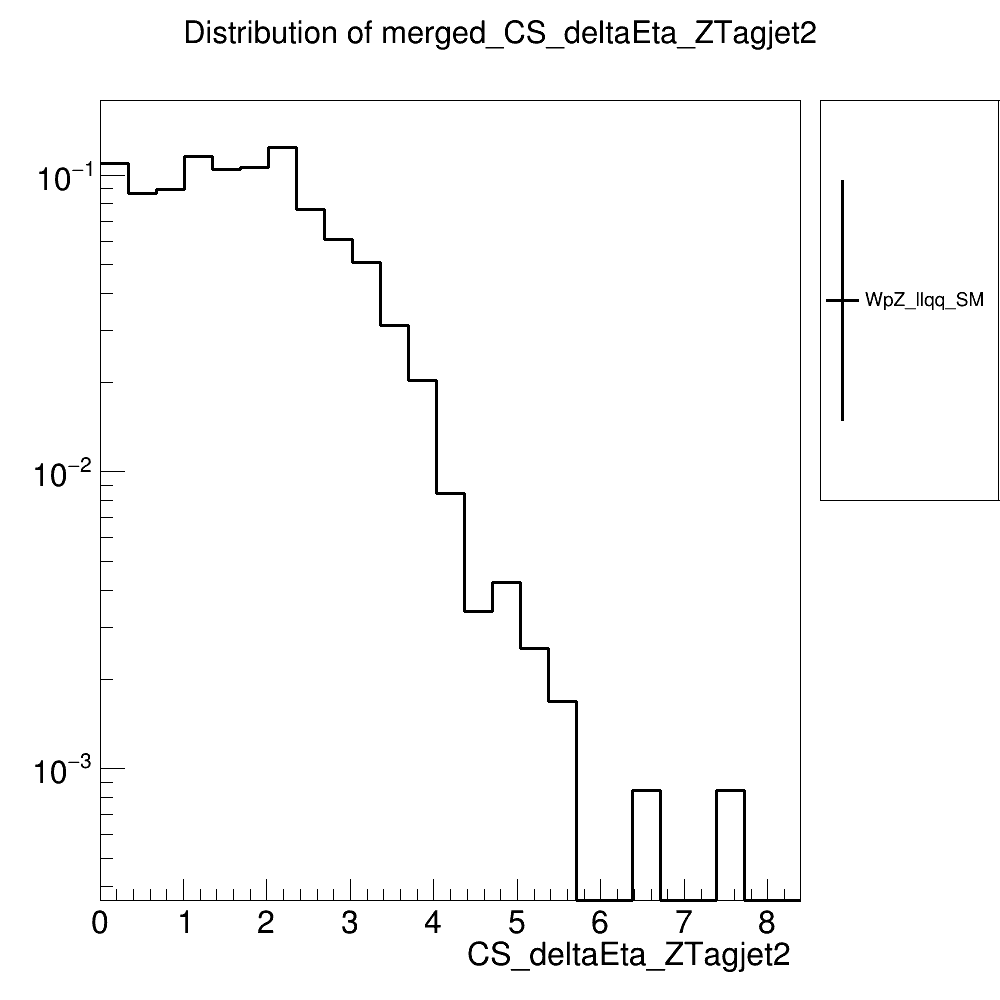 Distribution of merged_CS_deltaEta_ZTagjet2
10⁻¹
10⁻²
10⁻³
0 1 2 3 4 5 6 7 8
CS_deltaEta_ZTagjet2
WpZ_llqq_SM